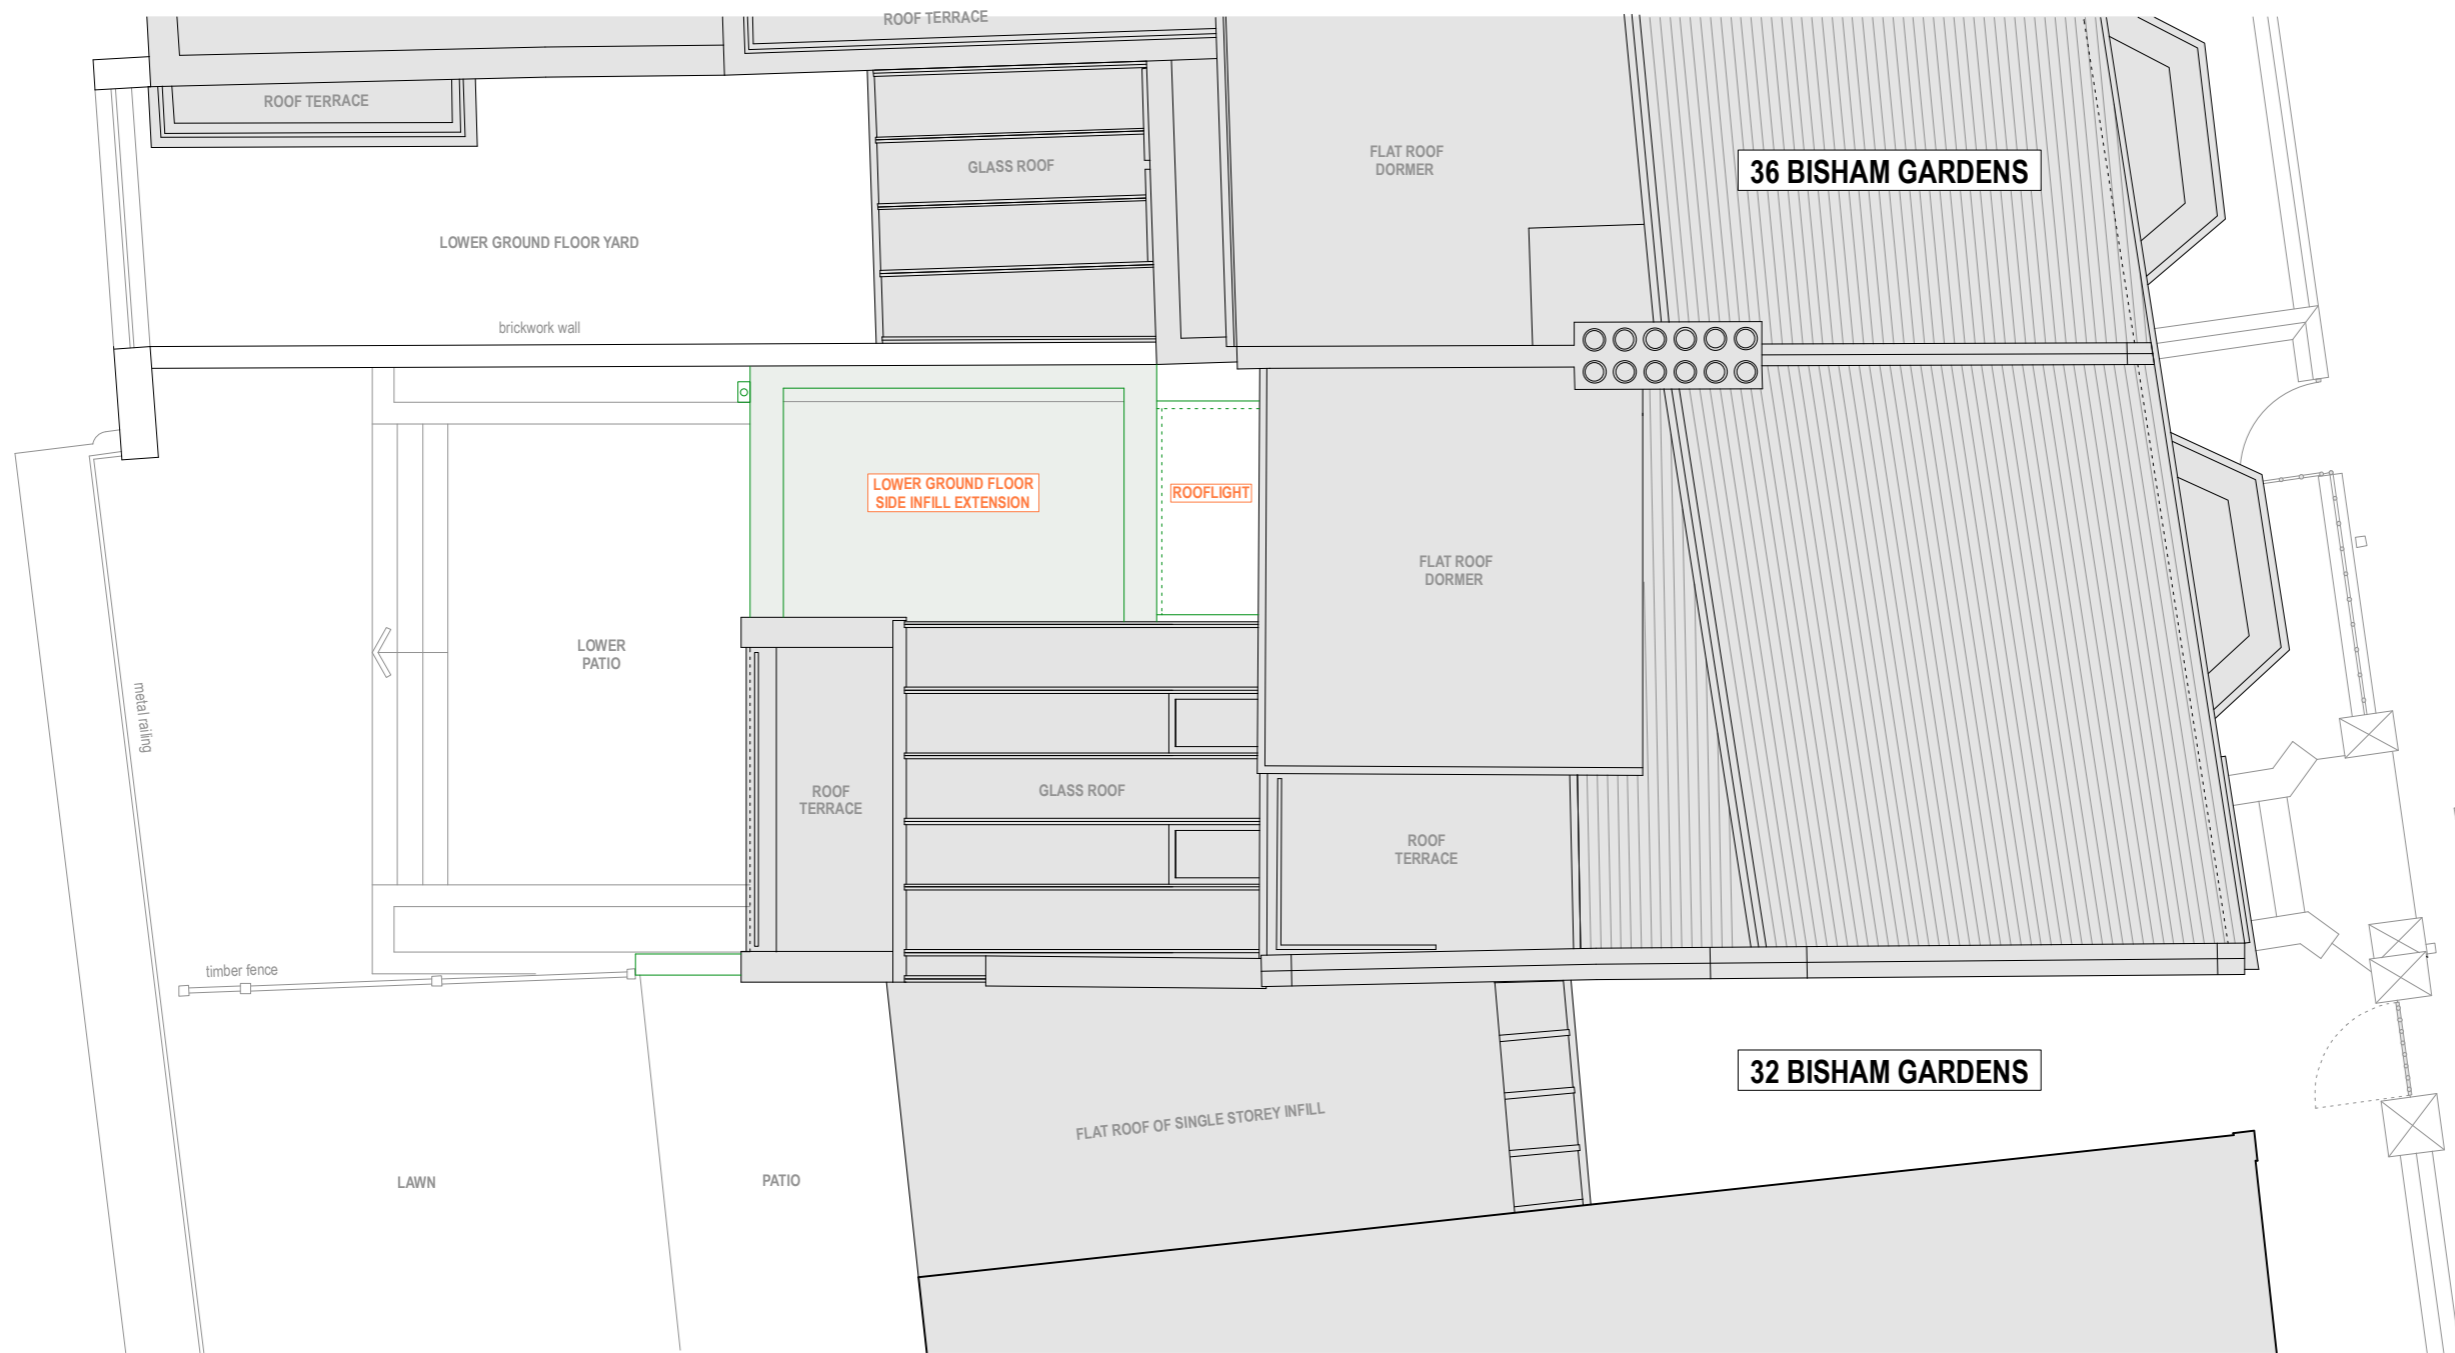 ROOF TERRACE
ROOF TERRACE
GLASS ROOF
FLAT ROOF
DORMER
36 BISHAM GARDENS
LOWER GROUND FLOOR YARD
brickwork wall
LOWER GROUND FLOOR
SIDE INFILL EXTENSION
ROOFLIGHT
FLAT ROOF
DORMER
LOWER
PATIO
metal railing
ROOF
TERRACE
GLASS ROOF
ROOF
TERRACE
timber fence
32 BISHAM GARDENS
FLAT ROOF OF SINGLE STOREY INFILL
LAWN
PATIO